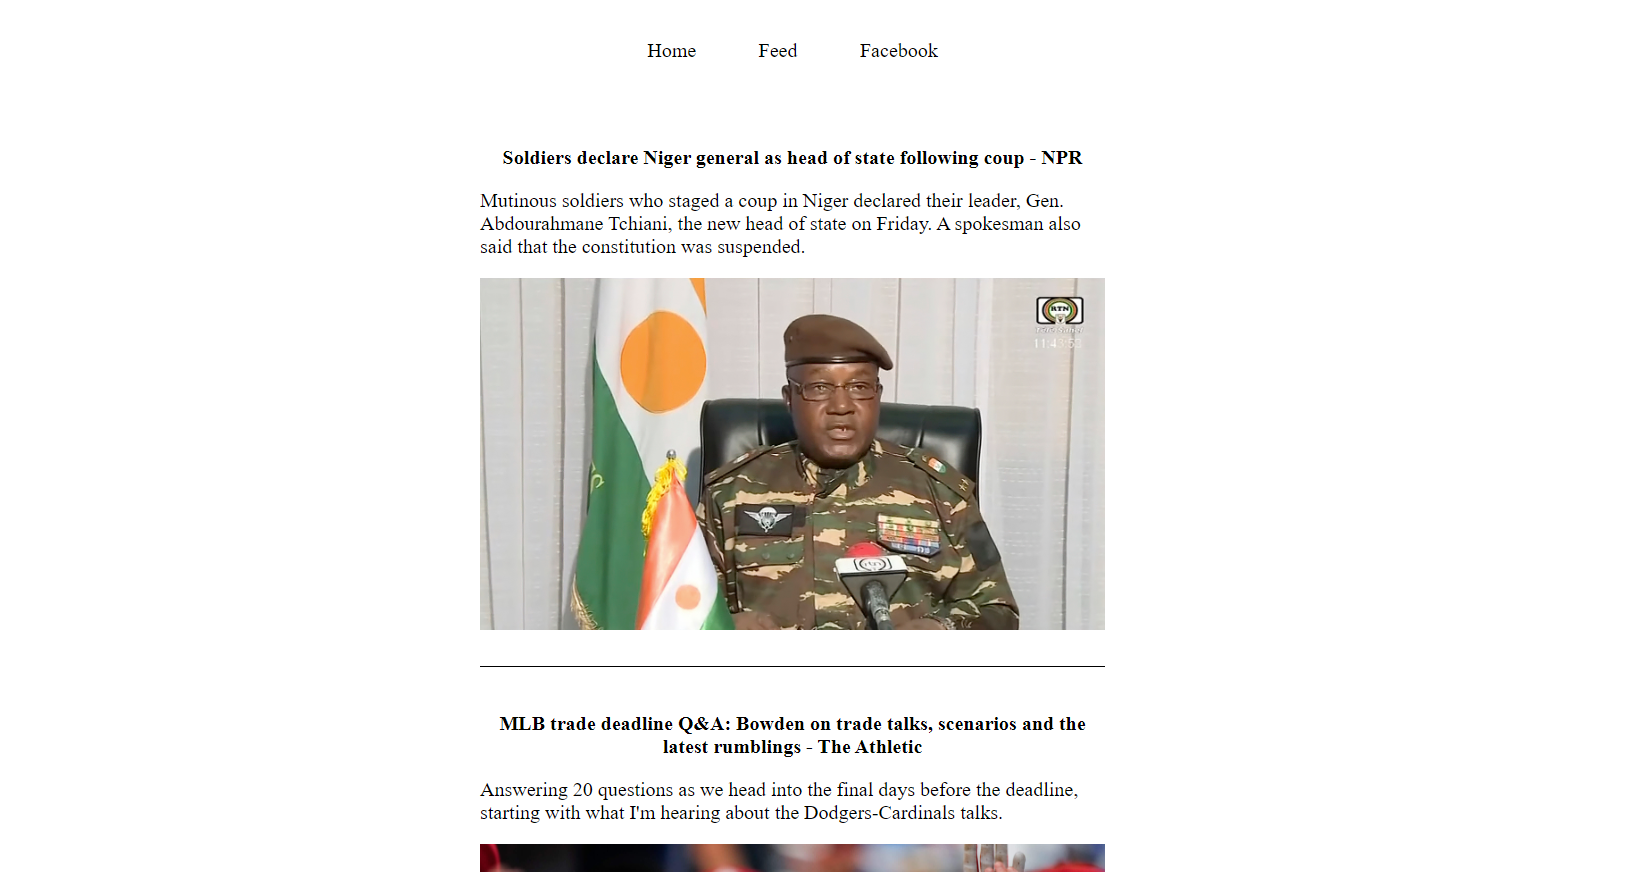 Home Feed Facebook
Soldiers declare Niger general as head of state following coup - NPR
Mutinous soldiers who staged a coup in Niger declared their leader, Gen.
Abdourahmane Tchiani, the new head of state on Friday. A spokesman also
said that the constitution was suspended.
RTN
11:43:53
rtn
MLB trade deadline Q&A: Bowden on trade talks, scenarios and the
latest rumblings - The Athletic
Answering 20 questions as we head into the final days before the deadline,
starting with what I'm hearing about the Dodgers-Cardinals talks.